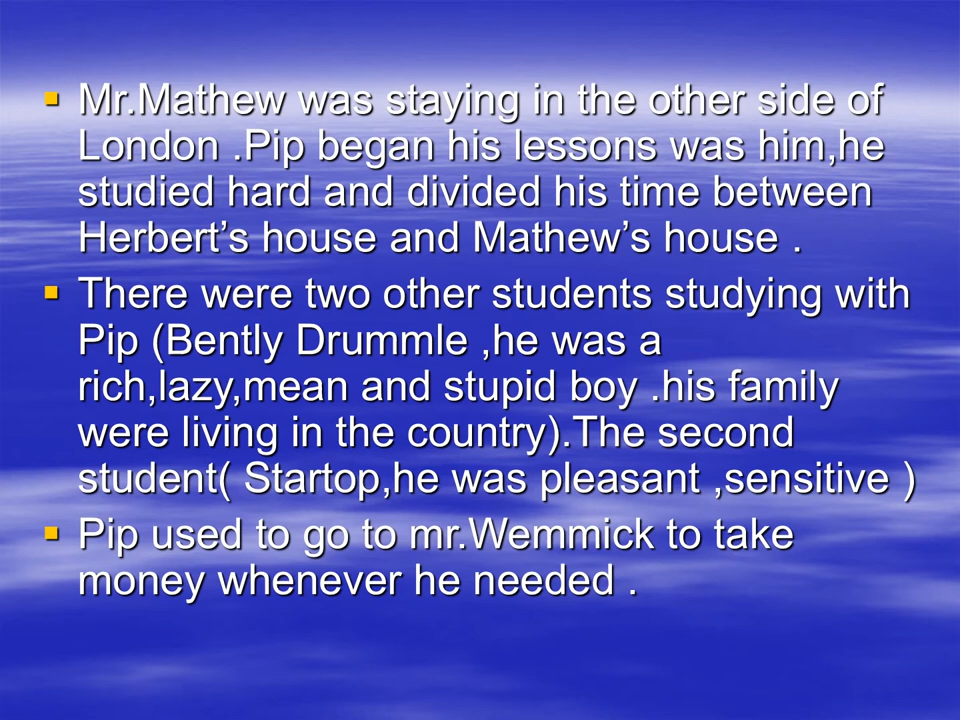 ▪ Mr.Mathew was staying in the other side of
London .Pip began his lessons was him,he
studied hard and divided his time between
Herbert’s house and Mathew’s house .
▪ There were two other students studying with
Pip (Bently Drummle ,he was a
rich,lazy,mean and stupid boy .his family
were living in the country).The second
student( Startop,he was pleasant ,sensitive )
▪ Pip used to go to mr.Wemmick to take
money whenever he needed .